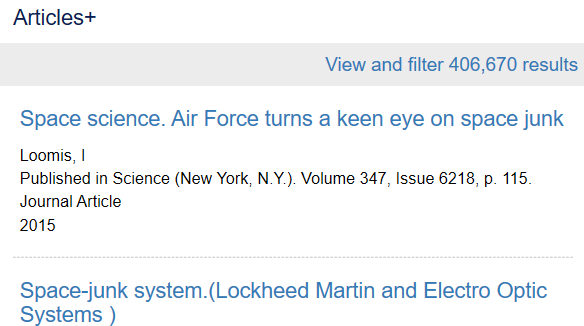 Articles+
View and filter 406,670 results
Space science. Air Force turns a keen eye on space junk
Loomis, I
Published in Science (New York, N.Y.). Volume 347, Issue 6218, p. 115.
Journal Article
2015
Space-junk system.(Lockheed Martin and Electro Optic
Systems )